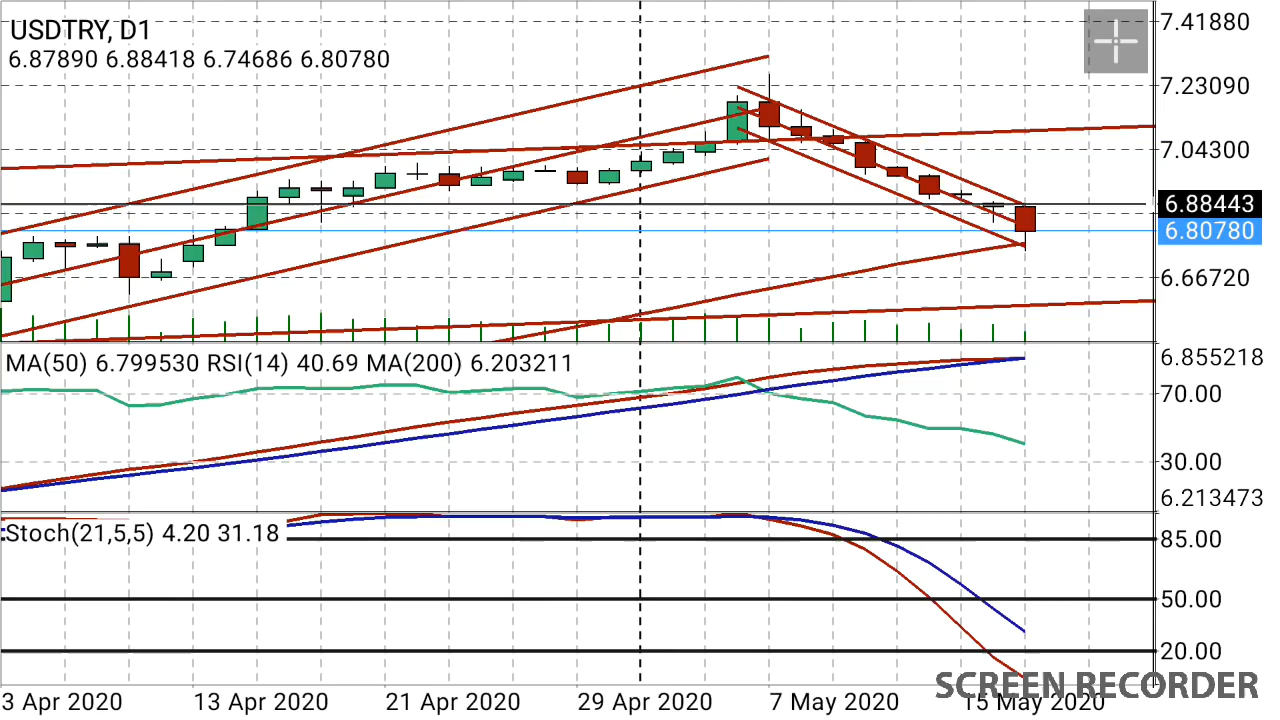 USDTRY, D1
6.87890 6.88418 6.74686 6.80780
7.41880
7.23090
7.04300
6.88443
6.80780
6.66720
MA(50) 6.799530 RSI(14) 40.69 MA(200) 6.203211
6.855218
70.00
30.00
6.213473
Stoch(21,5,5) 4.20 31.18
85.00
50.00
20.00
3 Apr 2020 13 Apr 2020 21 Apr 2020 29 Apr 2020 7 May 2020 15 May 2020
SCREEN RECORDER